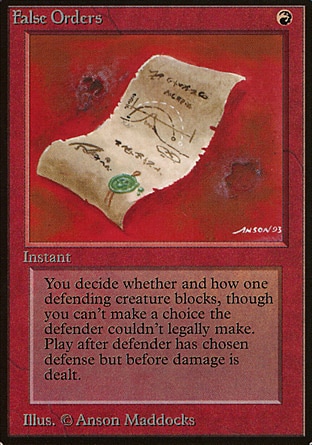 False Orders
ANSON 93
Instant
You decide whether and how one
defending creature blocks, though
you can't make a choice the
defender couldn't legally make.
Play after defender has chosen
defense but before damage is
dealt.
Illus. © Anson Maddocks